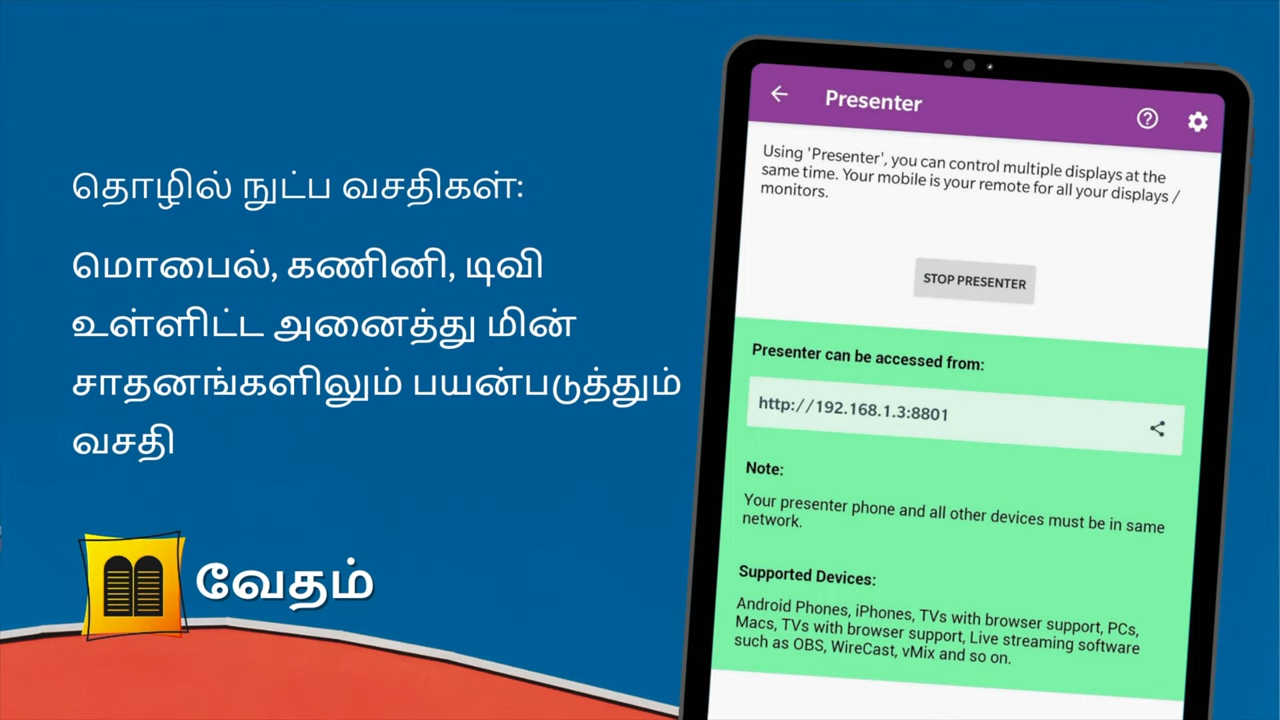 தொழில் நுட்ப வசதிகள்:
மொபைல், கணினி, டிவி
உள்ளிட்ட அனைத்து மின்
சாதனங்களிலும் பயன்படுத்தும்
வசதி
வேதம்
Presenter
Using 'Presenter', you can control multiple displays at the
same time. Your mobile is your remote for all your displays /
monitors.
STOP PRESENTER
Presenter can be accessed from:
http://192.168.1.3:8801
Note:
Your presenter phone and all other devices must be in same
network.
Supported Devices:
Android Phones, iPhones, TVs with browser support, PCs,
Macs, TVs with browser support, Live streaming software
such as OBS, WireCast, vMix and so on.